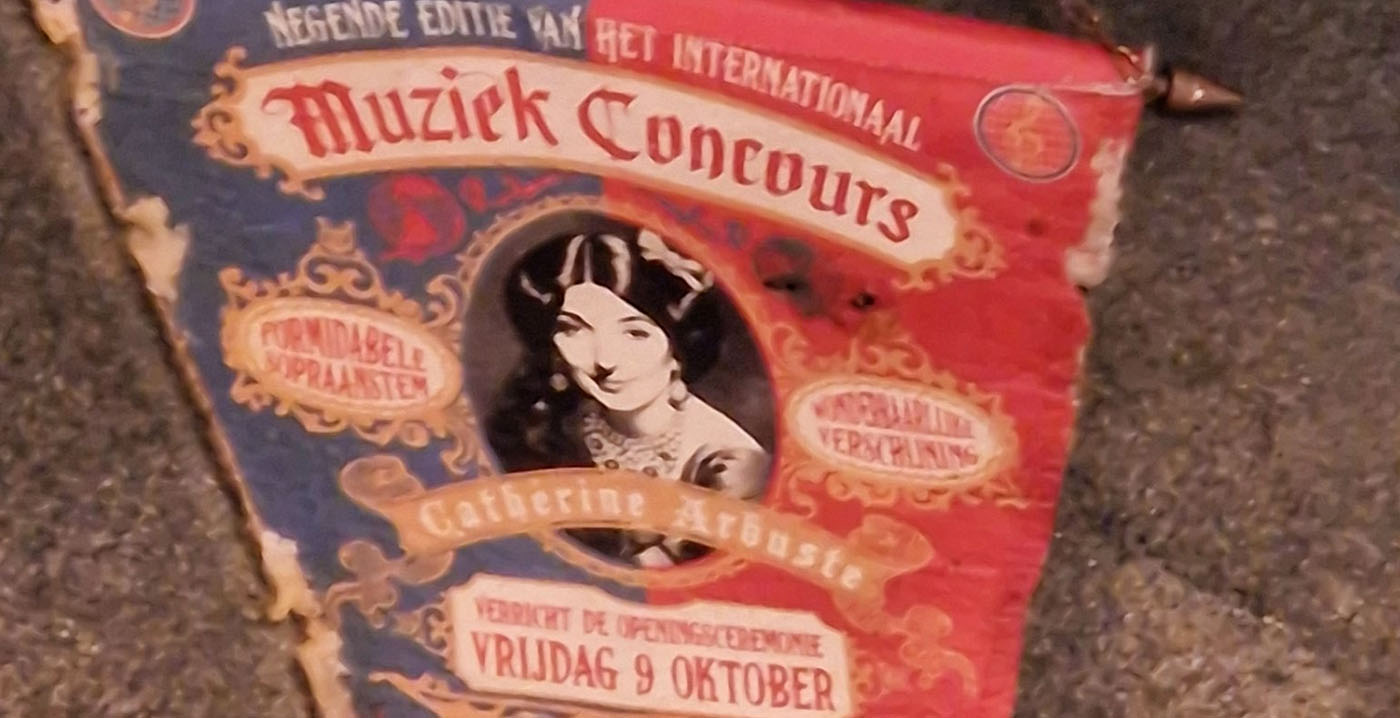 NEGENDE EDITIE VAN HET INTERNATIONAAL
Muziek Concours
FORMIDABELE
SOPRAANSTEM
WONDERBAARLIJKE
VERSCHIJNING
Catherine Arbuste
VERRICHT DE OPENINGSCEREMONIE
VRIJDAG 9 OKTOBER